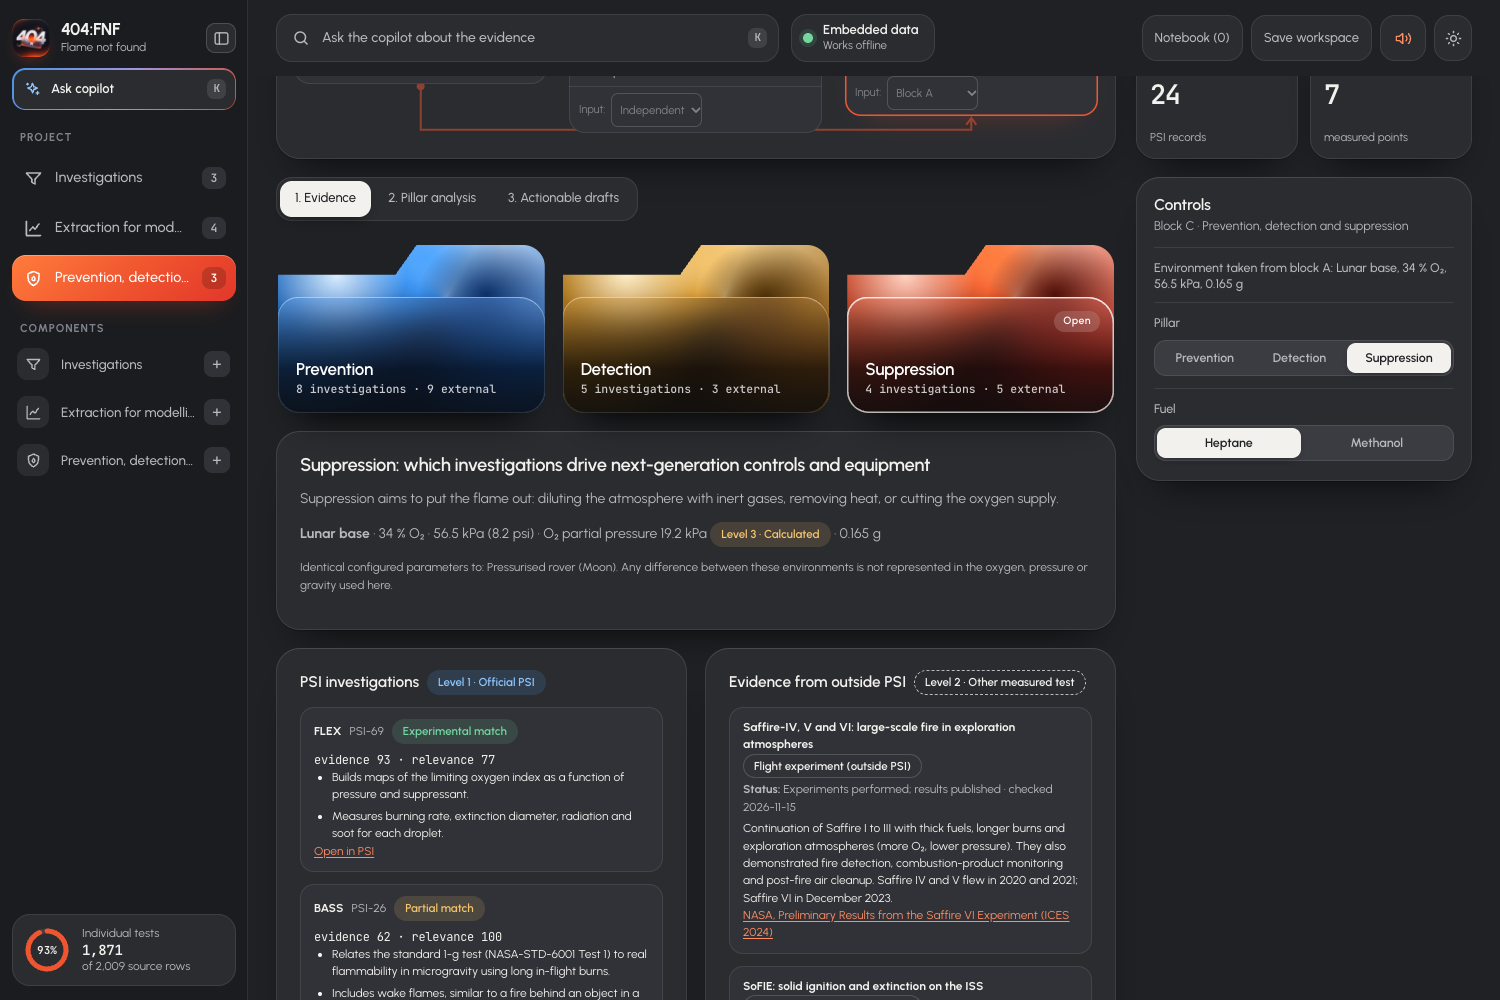 404:FNF
Flame not found
Ask copilot
K
PROJECT
Investigations
3
Extraction for mod...
4
Prevention, detectio...
3
COMPONENTS
Investigations
+
Extraction for modelli...
+
Prevention, detection...
+
93%
Individual tests
1,871
of 2,009 source rows
Ask the copilot about the evidence
K
Embedded data
Works offline
Notebook (0)
Save workspace
Input:
Independent
Input:
Block A
24
PSI records
7
measured points
1. Evidence
2. Pillar analysis
3. Actionable drafts
Prevention
8 investigations · 9 external
Detection
5 investigations · 3 external
Open
Suppression
4 investigations · 5 external
Suppression: which investigations drive next-generation controls and equipment
Suppression aims to put the flame out: diluting the atmosphere with inert gases, removing heat, or cutting the oxygen supply.
Lunar base · 34 % O₂ · 56.5 kPa (8.2 psi) · O₂ partial pressure 19.2 kPa Level 3 · Calculated · 0.165 g
Identical configured parameters to: Pressurised rover (Moon). Any difference between these environments is not represented in the oxygen, pressure or
gravity used here.
PSI investigations
Level 1 · Official PSI
FLEX PSI-69 Experimental match
evidence 93 · relevance 77
• Builds maps of the limiting oxygen index as a function of
pressure and suppressant.
• Measures burning rate, extinction diameter, radiation and
soot for each droplet.
Open in PSI
BASS PSI-26 Partial match
evidence 62 · relevance 100
• Relates the standard 1-g test (NASA-STD-6001 Test 1) to real
flammability in microgravity using long in-flight burns.
• Includes wake flames, similar to a fire behind an object in a
Evidence from outside PSI
Level 2 · Other measured test
Saffire-IV, V and VI: large-scale fire in exploration
atmospheres
Flight experiment (outside PSI)
Status: Experiments performed; results published · checked
2026-11-15
Continuation of Saffire I to III with thick fuels, longer burns and
exploration atmospheres (more O₂, lower pressure). They also
demonstrated fire detection, combustion-product monitoring
and post-fire air cleanup. Saffire IV and V flew in 2020 and 2021;
Saffire VI in December 2023.
NASA, Preliminary Results from the Saffire VI Experiment (ICES
2024)
SoFIE: solid ignition and extinction on the ISS
Controls
Block C · Prevention, detection and suppression
Environment taken from block A: Lunar base, 34 % O₂,
56.5 kPa, 0.165 g
Pillar
Prevention
Detection
Suppression
Fuel
Heptane
Methanol